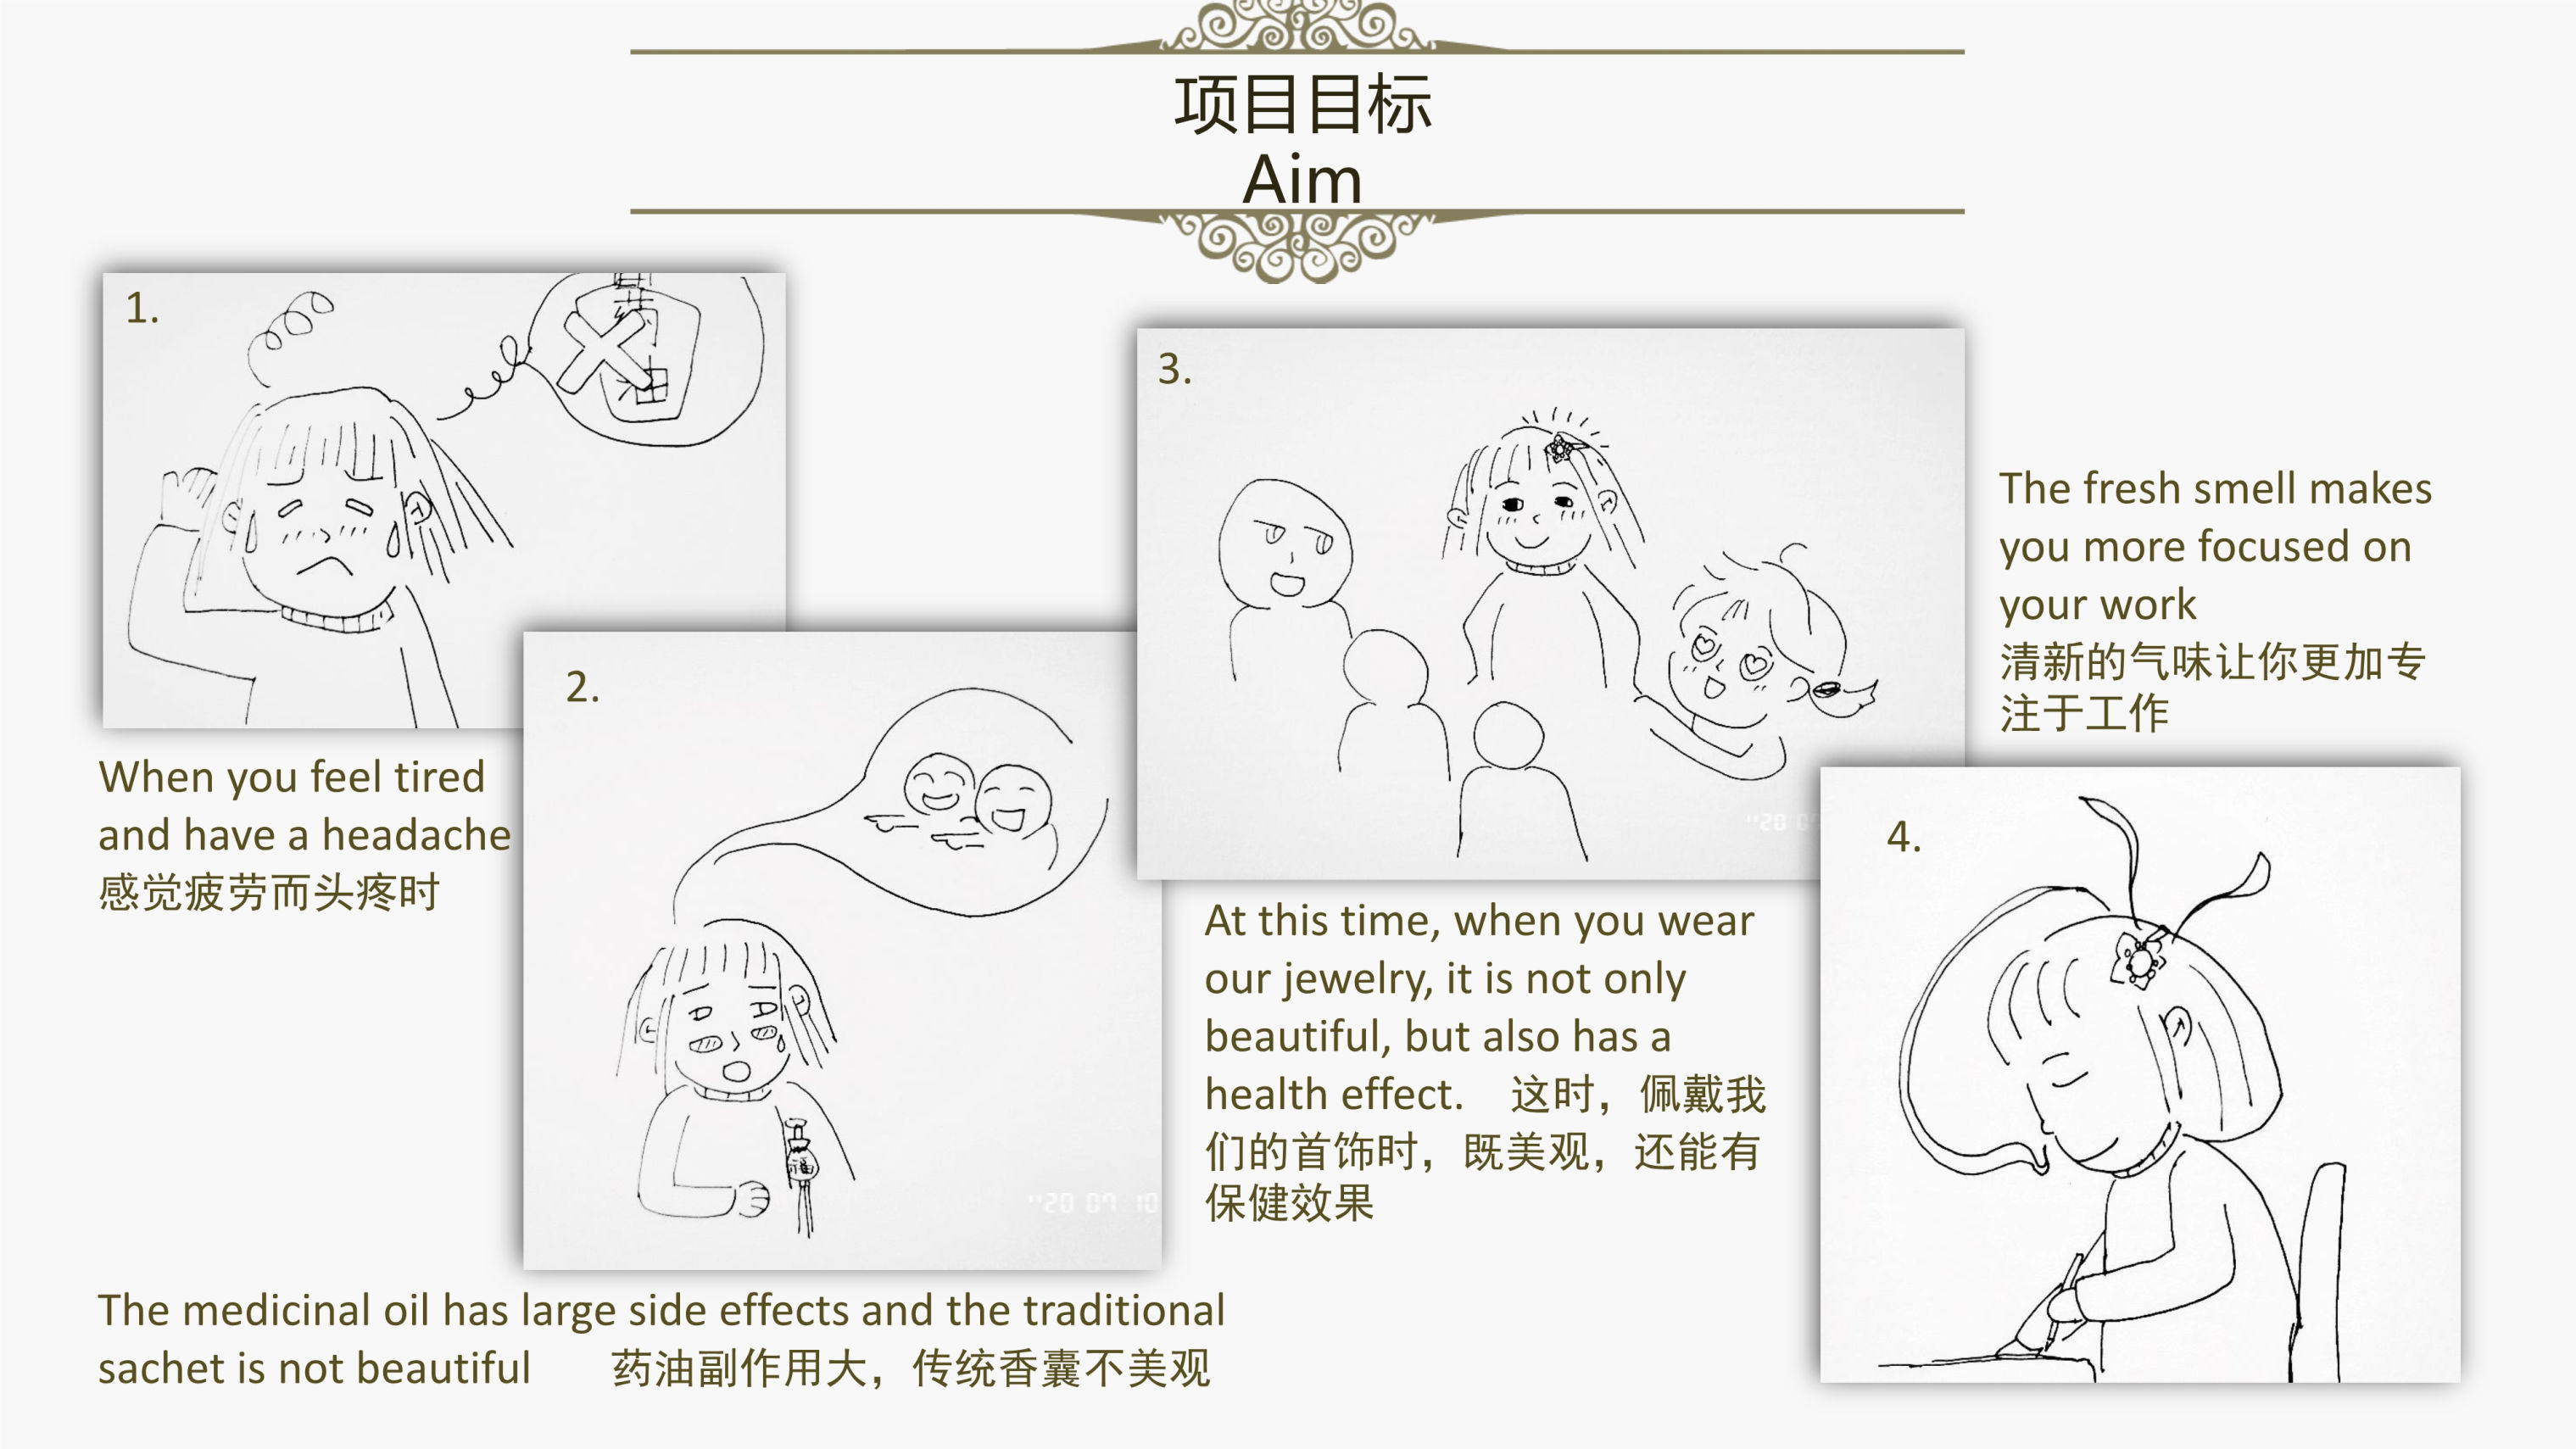 项目目标
Aim
1.
油
When you feel tired
and have a headache
感觉疲劳而头疼时
2.
福
"20 07 10
The medicinal oil has large side effects and the traditional
sachet is not beautiful 药油副作用大，传统香囊不美观
3.
"20 0
At this time, when you wear
our jewelry, it is not only
beautiful, but also has a
health effect. 这时，佩戴我
们的首饰时，既美观，还能有
保健效果
The fresh smell makes
you more focused on
your work
清新的气味让你更加专
注于工作
4.